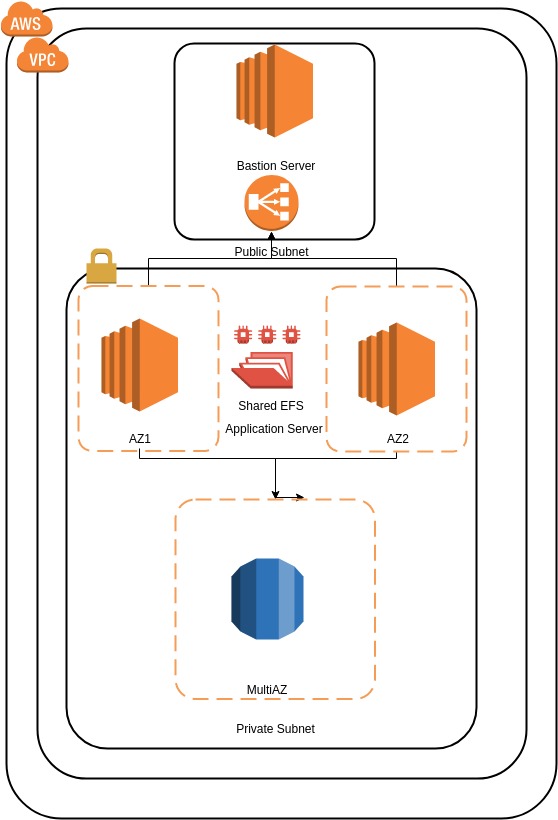 AWS
VPC
Bastion Server
Public Subnet
Shared EFS
Application Server
AZ1
AZ2
MultiAZ
Private Subnet